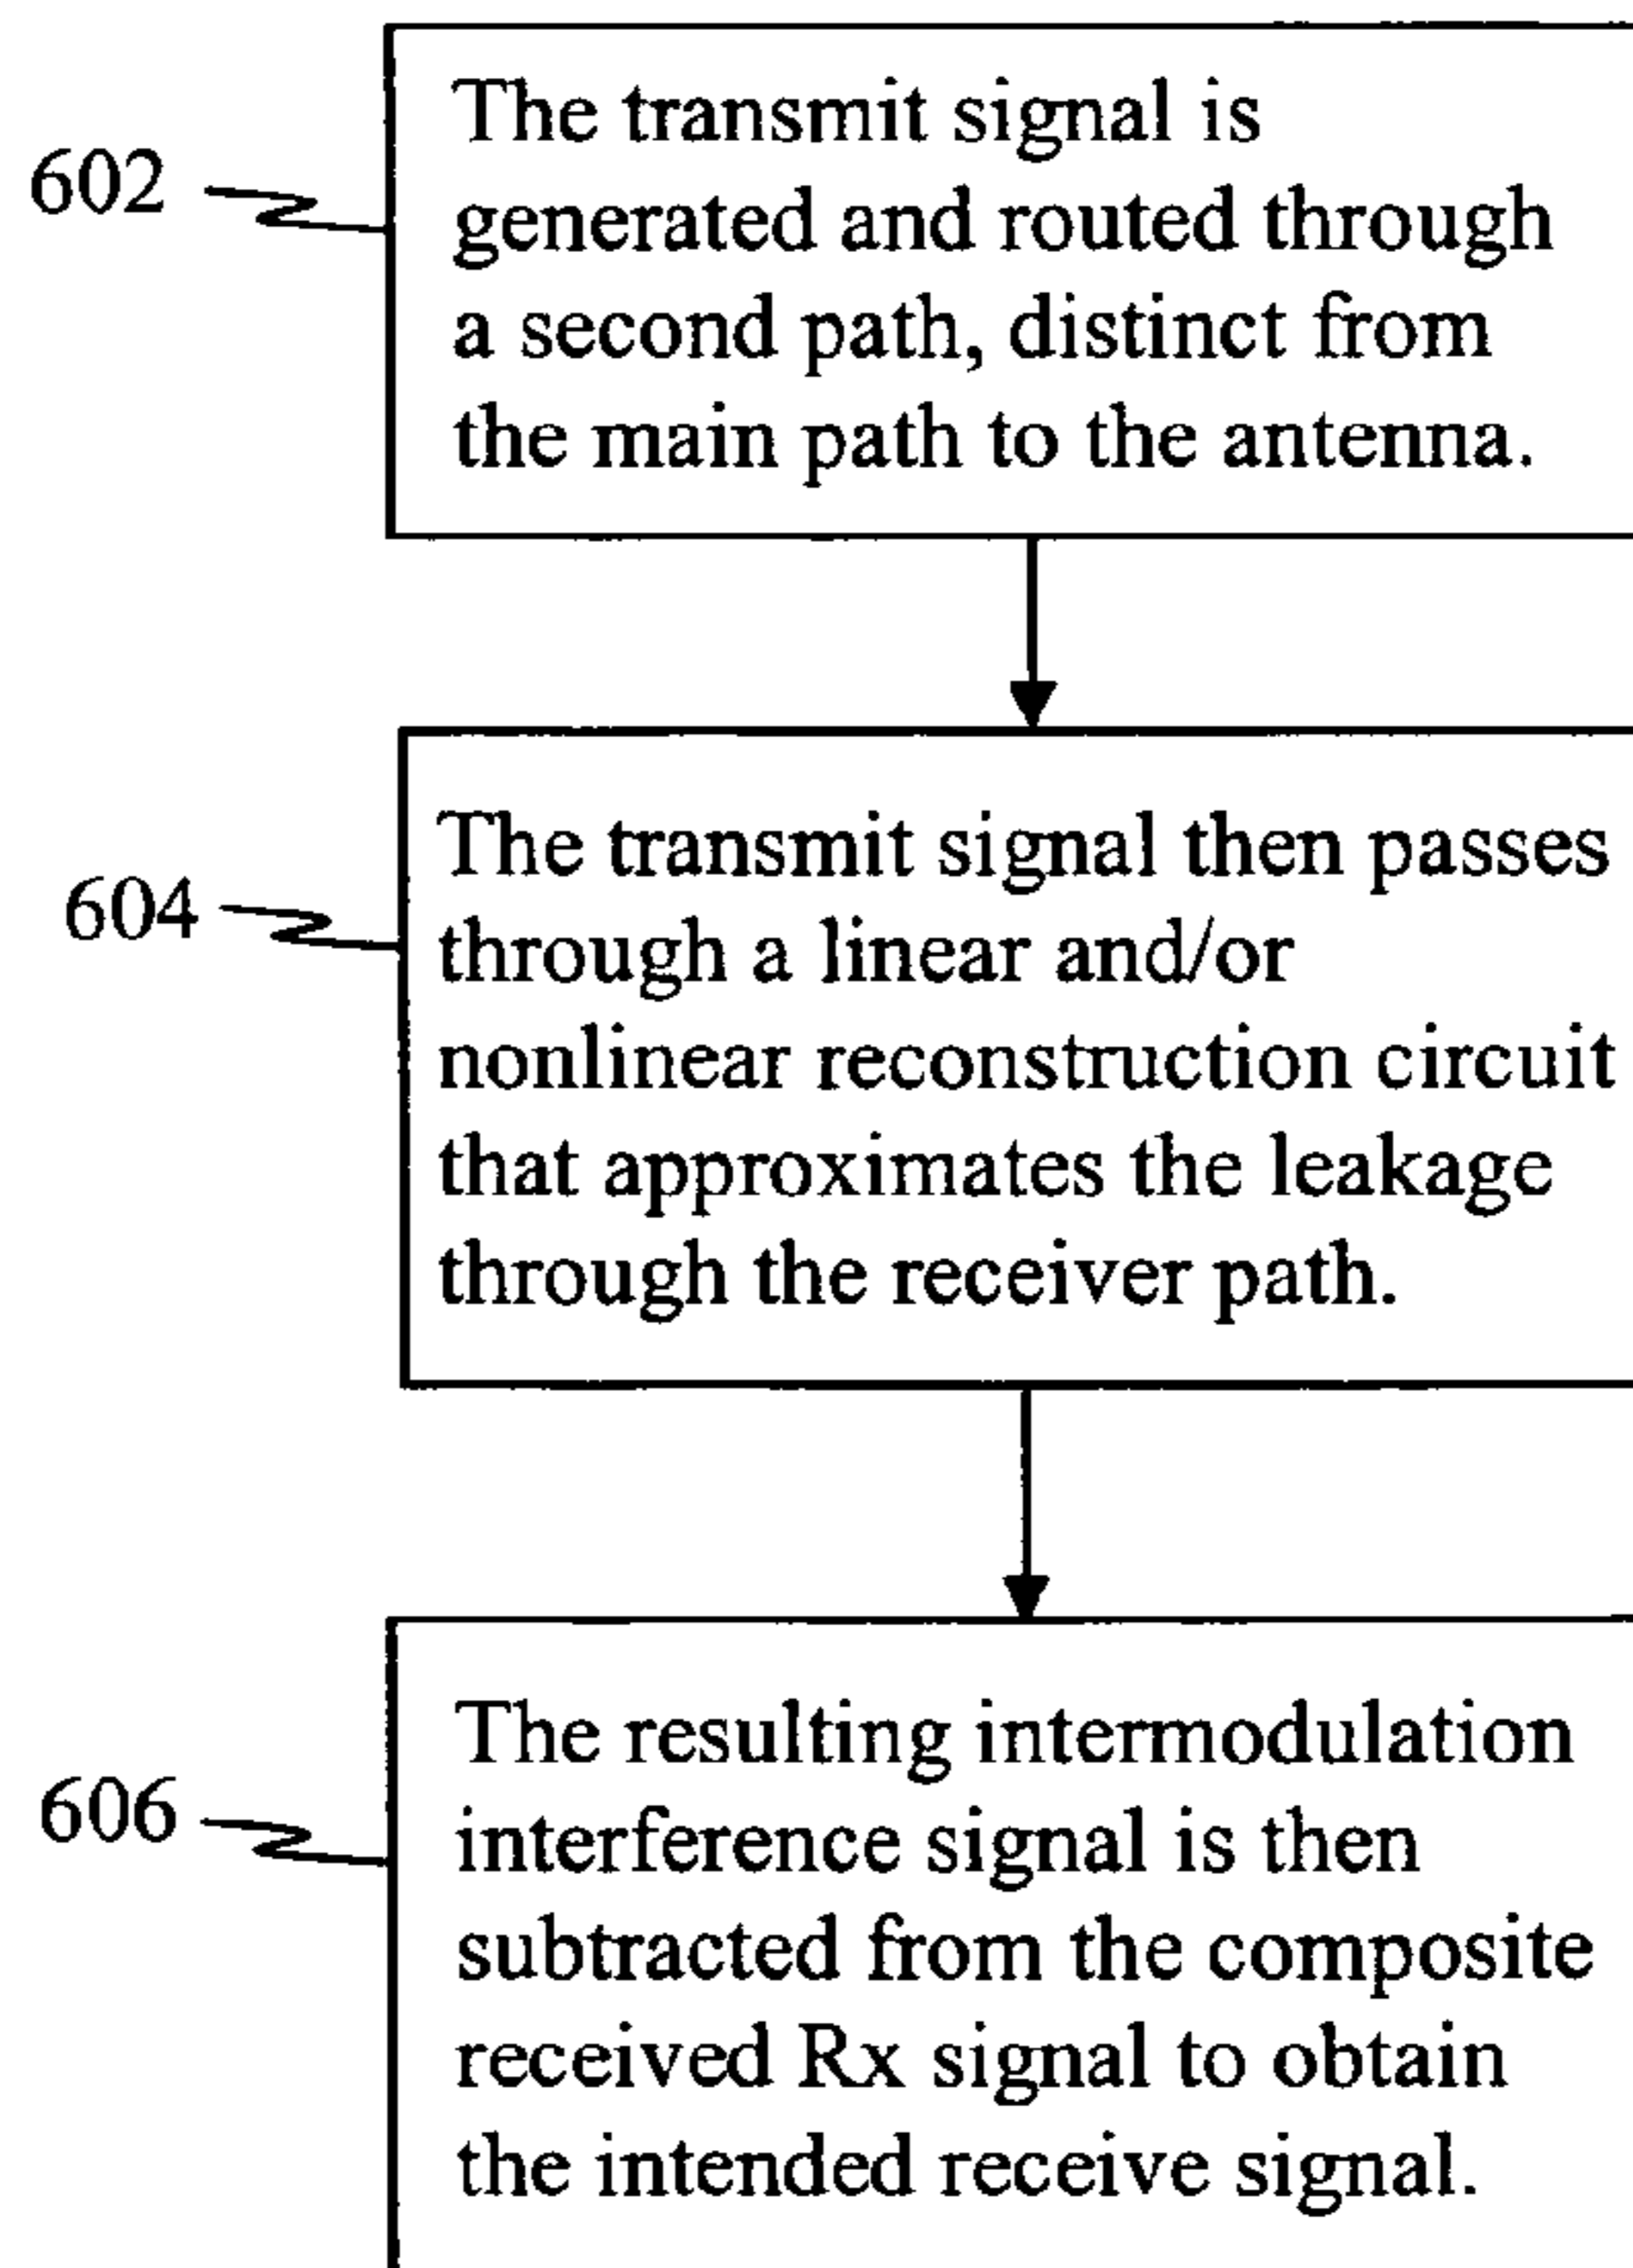 602
The transmit signal is
generated and routed through
a second path, distinct from
the main path to the antenna.
604
The transmit signal then passes
through a linear and/or
nonlinear reconstruction circuit
that approximates the leakage
through the receiver path.
606
The resulting intermodulation
interference signal is then
subtracted from the composite
received Rx signal to obtain
the intended receive signal.